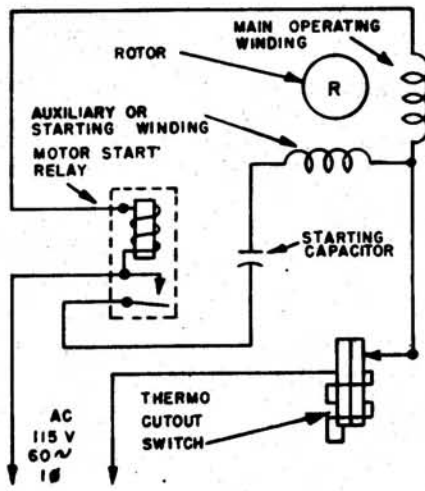 MAIN OPERATING
WINDING
ROTOR
R
AUXILIARY OR
STARTING WINDING
MOTOR START
RELAY
STARTING
CAPACITOR
THERMO
CUTOUT
SWITCH
AC
115 V
60~
1ø